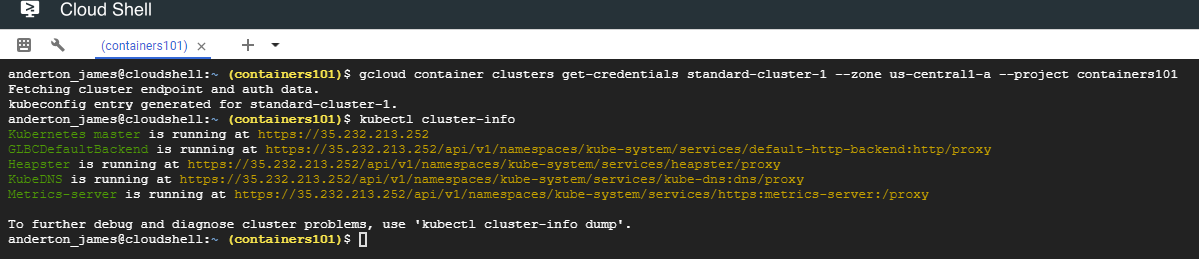 Cloud Shell
(containers101)
anderton_james@cloudshell:~ (containers101)$ gcloud container clusters get-credentials standard-cluster-1 --zone us-central1-a --project containers101
Fetching cluster endpoint and auth data.
kubeconfig entry generated for standard-cluster-1.
anderton_james@cloudshell:~ (containers101)$ kubectl cluster-info
Kubernetes master is running at https://35.232.213.252
GLBCDefaultBackend is running at https://35.232.213.252/api/v1/namespaces/kube-system/services/default-http-backend:http/proxy
Heapster is running at https://35.232.213.252/api/v1/namespaces/kube-system/services/heapster/proxy
KubeDNS is running at https://35.232.213.252/api/v1/namespaces/kube-system/services/kube-dns:dns/proxy
Metrics-server is running at https://35.232.213.252/api/v1/namespaces/kube-system/services/https:metrics-server:/proxy
To further debug and diagnose cluster problems, use 'kubectl cluster-info dump'.
anderton_james@cloudshell:~ (containers101)$